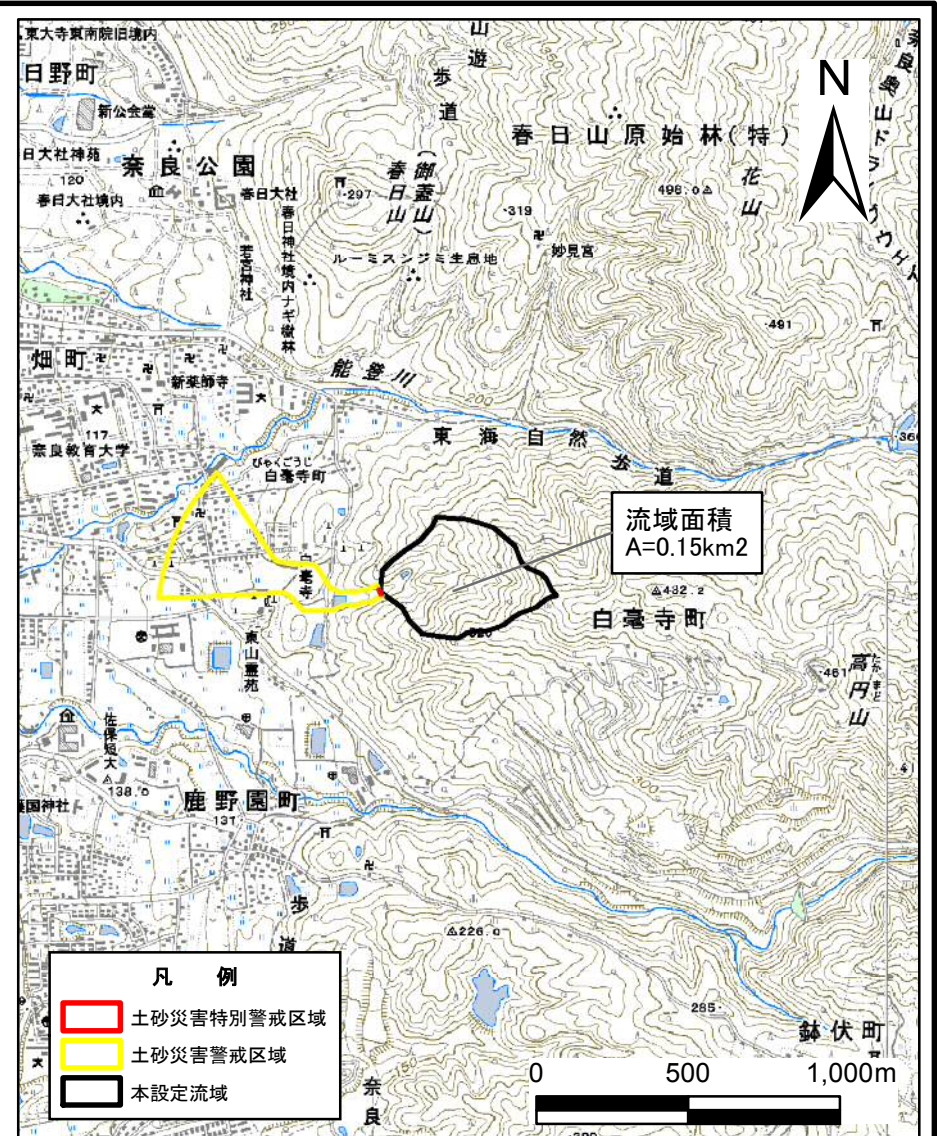 東大寺東南院旧境内
日野町
新公会堂
日大社神苑
奈良公園
120
春日大社境内
春日大社
若宮神社
春日神社境内ナギ樹林
山遊歩道
春日山
(御蓋山)
297
319
春日山原始林(特)
498.0
花山
妙見宮
ルーミスシジミ生息地
491
N
畑町
新薬師寺
能登川
200
117
奈良教育大学
東海自然歩道
びゃくごうじ
白毫寺町
白毫寺
流域面積
A=0.15km2
432.2
白毫寺町
461
高円山
たかまど
東山霊苑
佐保短大
138.0
護国神社
鹿野園町
131
歩道
226.0
285
鉢伏町
奈良
凡 例
土砂災害特別警戒区域
土砂災害警戒区域
本設定流域
0 500 1,000m